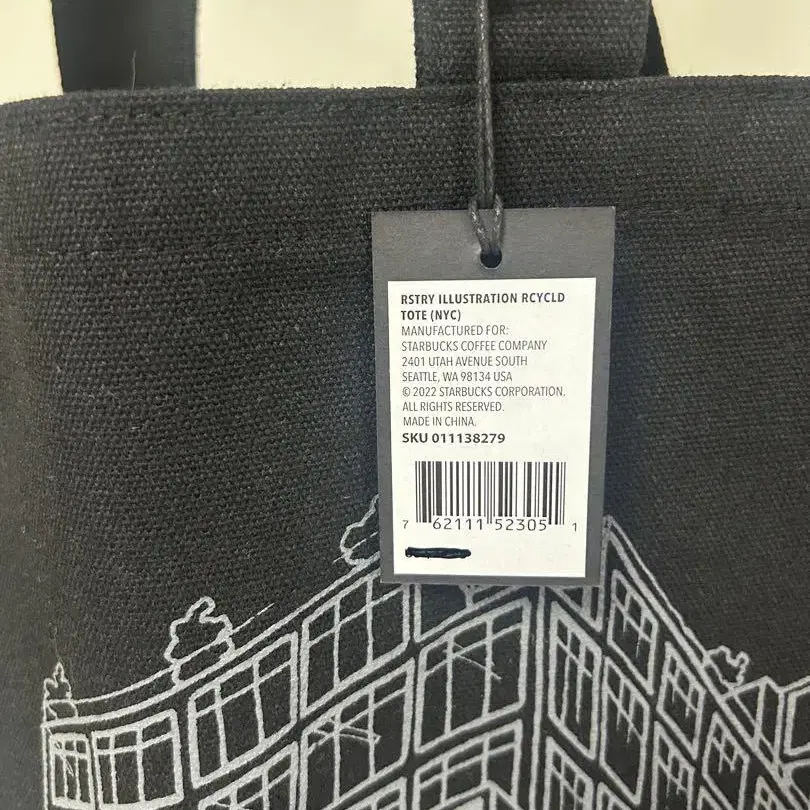 RSTRY ILLUSTRATION RCYCLD
TOTE (NYC)
MANUFACTURED FOR:
STARBUCKS COFFEE COMPANY
2401 UTAH AVENUE SOUTH
SEATTLE, WA 98134 USA
© 2022 STARBUCKS CORPORATION.
ALL RIGHTS RESERVED.
MADE IN CHINA.
SKU 011138279
7 62111 52305 1